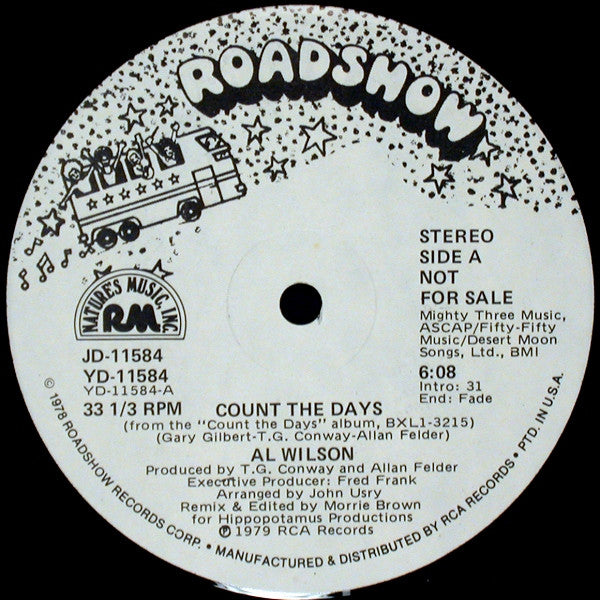 ROADSHOW
NATURE'S MUSIC, INC.
RM
STEREO
SIDE A
NOT
FOR SALE
Mighty Three Music,
ASCAP/Fifty-Fifty
Music/Desert Moon
Songs, Ltd., BMI
6:08
Intro: 31
End: Fade
JD-11584
YD-11584
YD-11584-A
33 1/3 RPM
COUNT THE DAYS
(from the "Count the Days" album, BXL1-3215)
(Gary Gilbert-T.G. Conway-Allan Felder)
AL WILSON
Produced by T.G. Conway and Allan Felder
Executive Producer: Fred Frank
Arranged by John Usry
Remix & Edited by Morrie Brown
for Hippopotamus Productions
℗ 1979 RCA Records
© 1978 ROADSHOW RECORDS CORP. • MANUFACTURED & DISTRIBUTED BY RCA RECORDS • PTD. IN U.S.A.